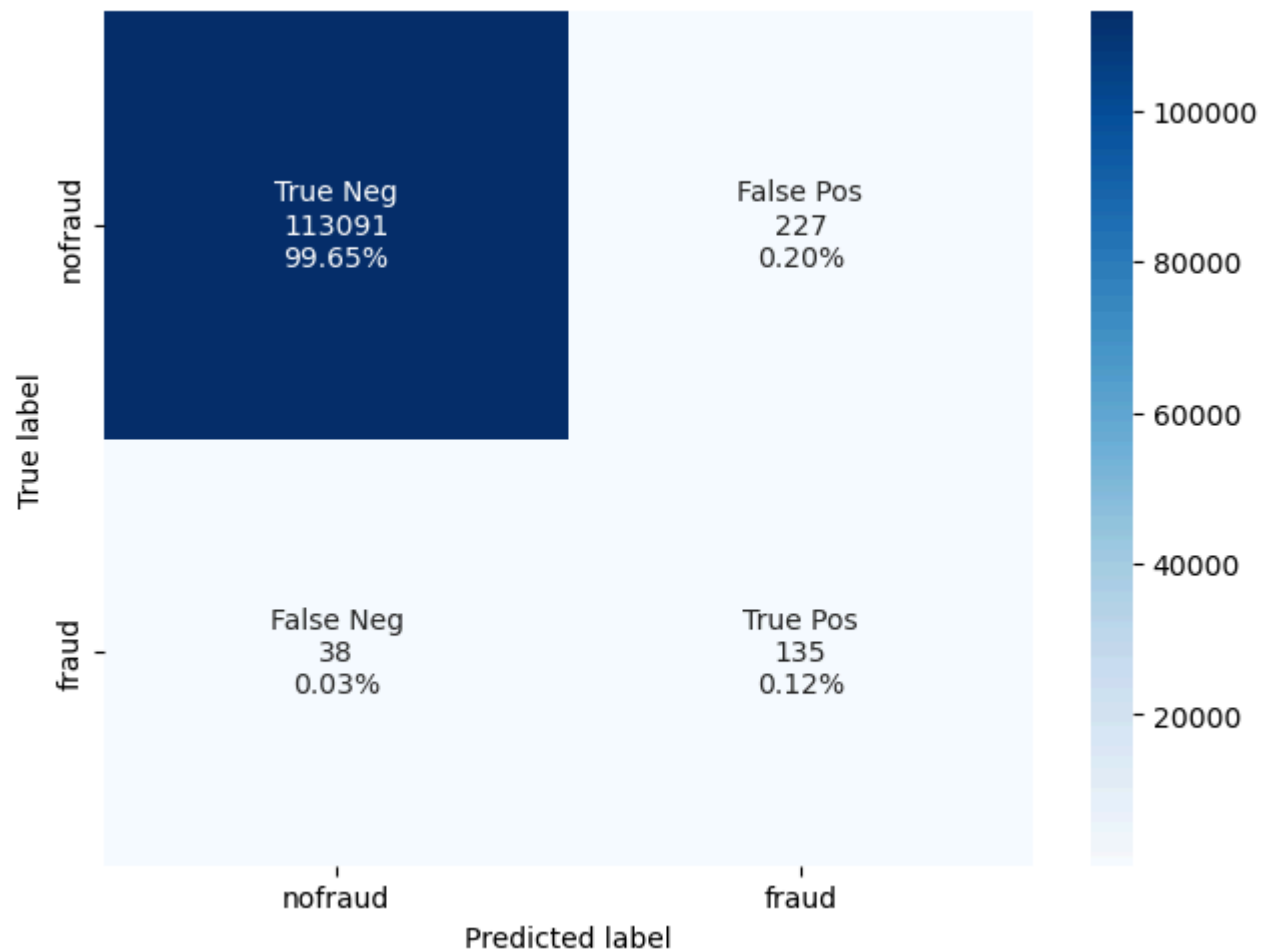 True Neg
113091
99.65%
False Pos
227
0.20%
False Neg
38
0.03%
True Pos
135
0.12%
nofraud
fraud
True label
nofraud
fraud
Predicted label
100000
80000
60000
40000
20000